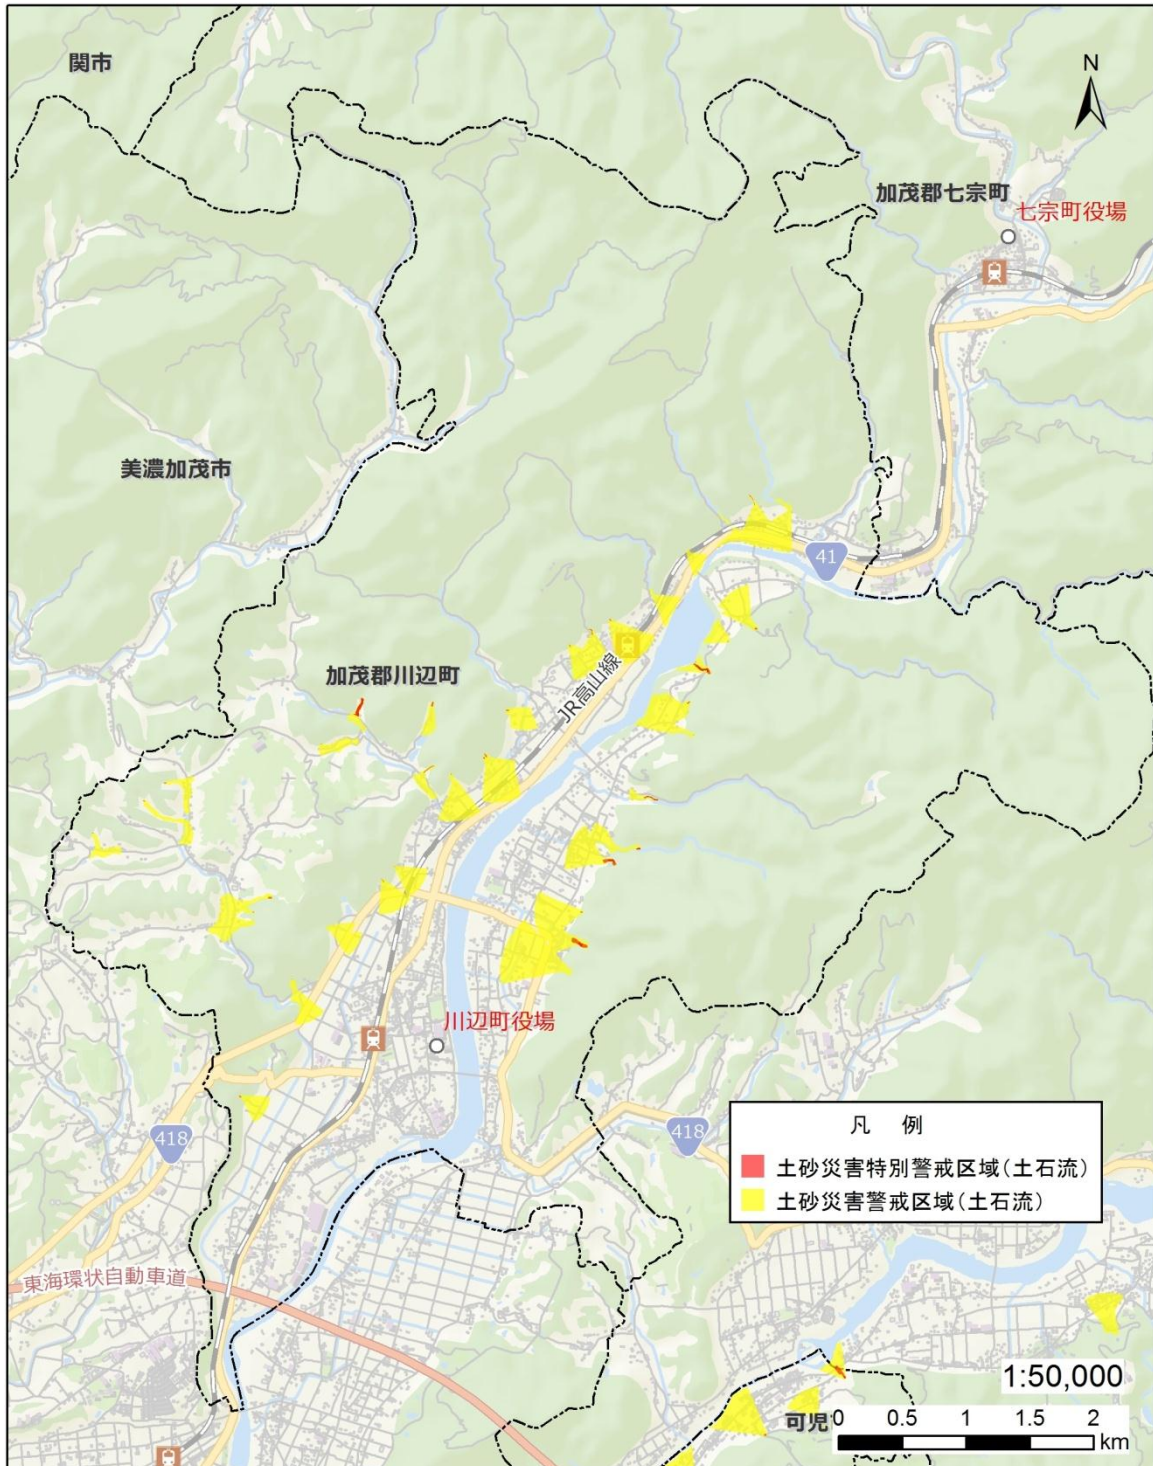 関市
N
加茂郡七宗町
七宗町役場
美濃加茂市
41
加茂郡川辺町
JR高山線
川辺町役場
418
418
凡 例
土砂災害特別警戒区域(土石流)
土砂災害警戒区域(土石流)
東海環状自動車道
1:50,000
可児
0 0.5 1 1.5 2
km